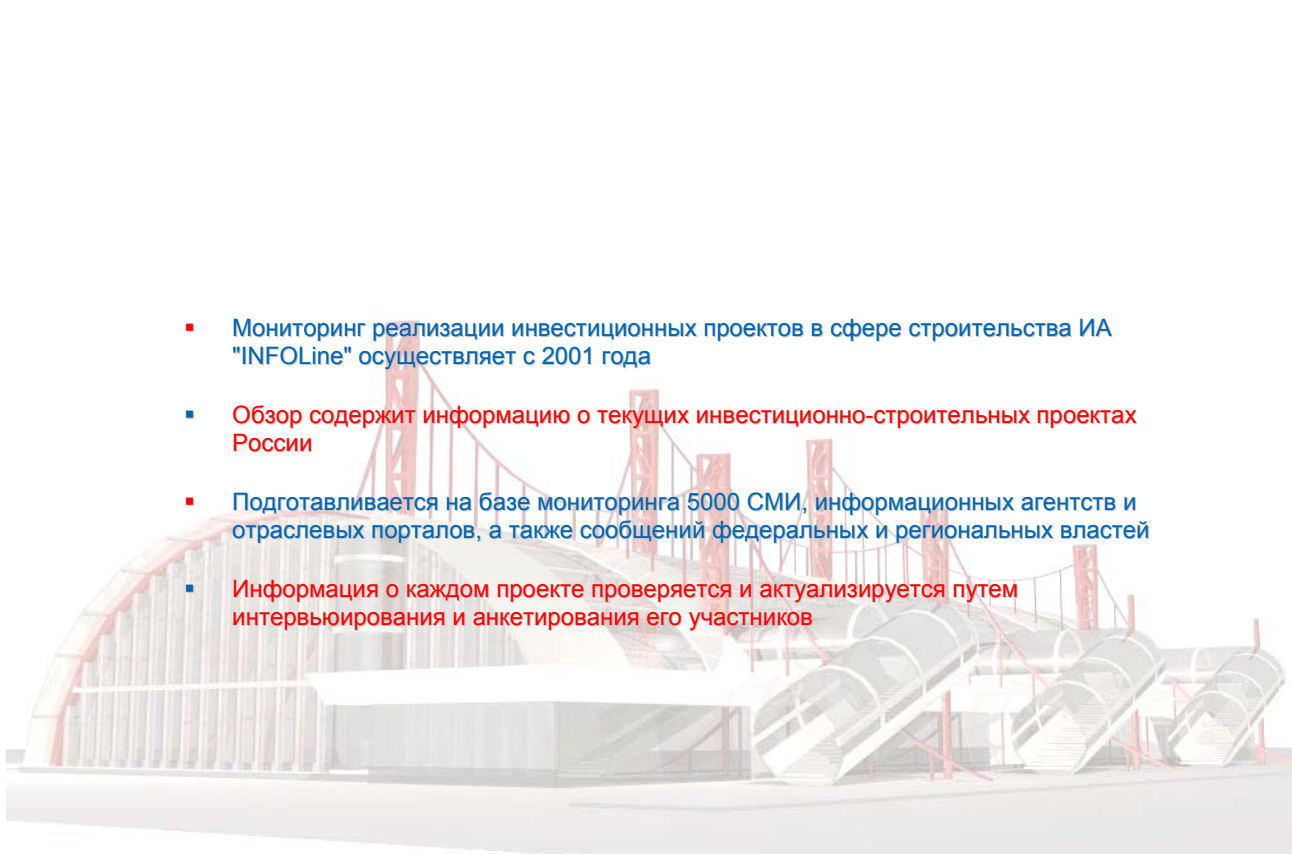 Мониторинг реализации инвестиционных проектов в сфере строительства ИА
"INFOLine" осуществляет с 2001 года
Обзор содержит информацию о текущих инвестиционно-строительных проектах
России
Подготавливается на базе мониторинга 5000 СМИ, информационных агентств и
отраслевых порталов, а также сообщений федеральных и региональных властей
Информация о каждом проекте проверяется и актуализируется путем
интервьюирования и анкетирования его участников